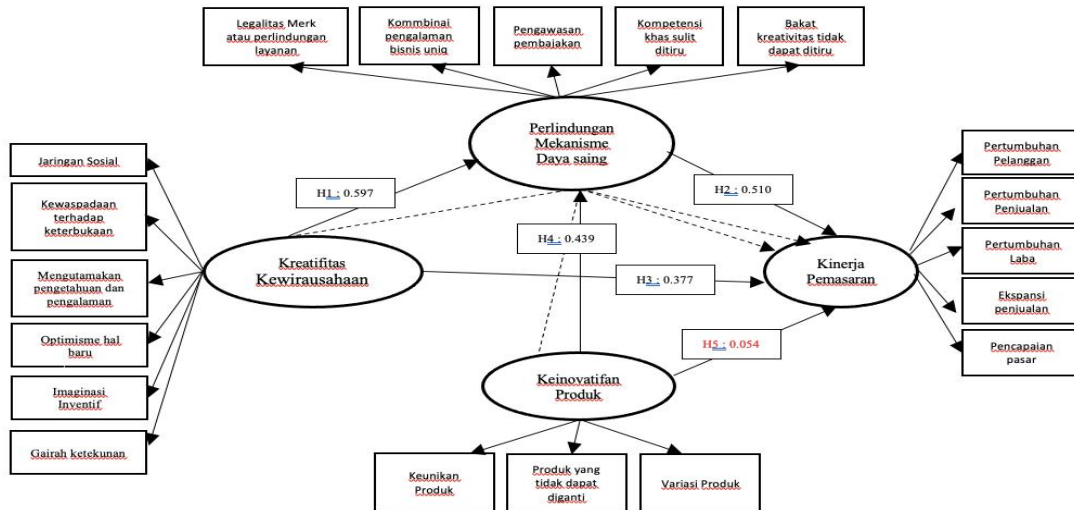 Legalitas Merk
atau perlindungan
layanan
Kommbinai
pengalaman
bisnis uniq
Pengawasan
pembajakan
Kompetensi
khas sulit
ditiru
Bakat
kreativitas tidak
dapat ditiru
Perlindungan
Mekanisme
Daya saing
Jaringan Sosial
Kewaspadaan
terhadap
keterbukaan
Mengutamakan
pengetahuan dan
pengalaman
Optimisme hal
baru
Imaginasi
Inventif
Gairah ketekunan
H1 : 0.597
H2 : 0.510
H4 : 0.439
H3 : 0.377
H5 : 0.054
Kreatifitas
Kewirausahaan
Kinerja
Pemasaran
Keinovatifan
Produk
Pertumbuhan
Pelanggan
Pertumbuhan
Penjualan
Pertumbuhan
Laba
Ekspansi
penjualan
Pencapaian
pasar
Keunikan
Produk
Produk yang
tidak dapat
diganti
Variasi Produk